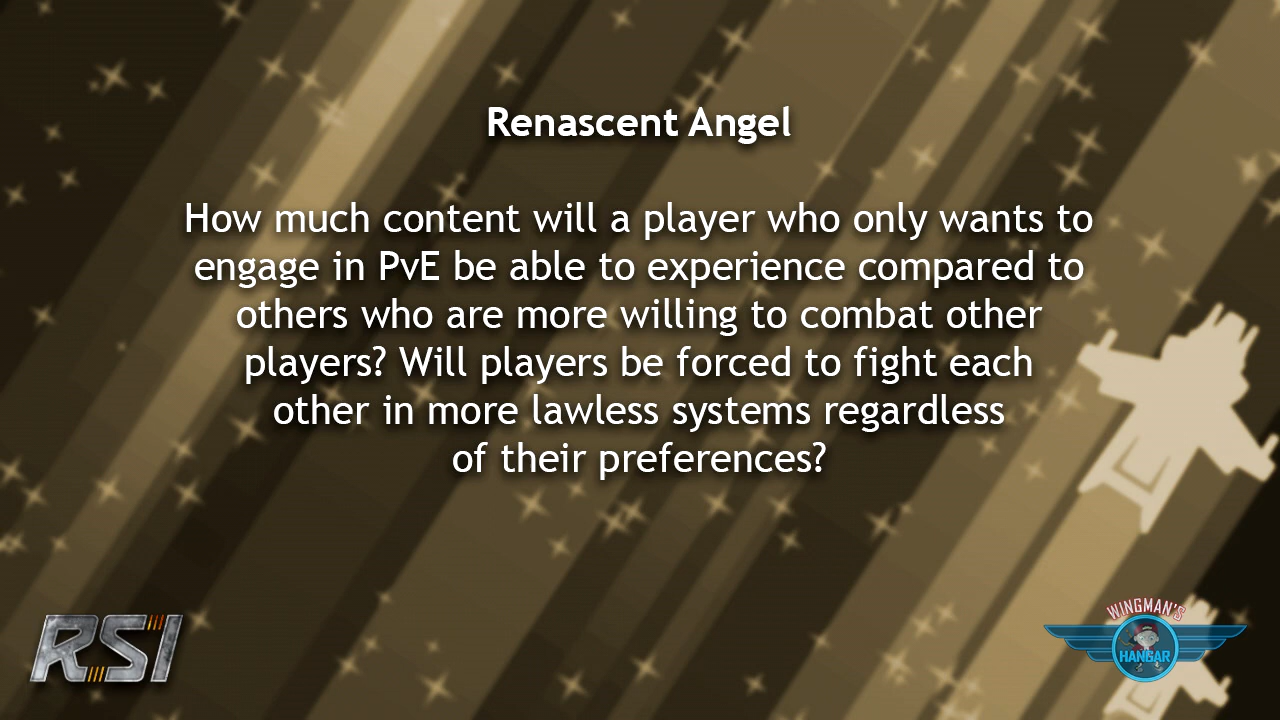 Renascent Angel
How much content will a player who only wants to
engage in PvE be able to experience compared to
others who are more willing to combat other
players? Will players be forced to fight each
other in more lawless systems regardless
of their preferences?
RSI
WINGMAN'S
HANGAR